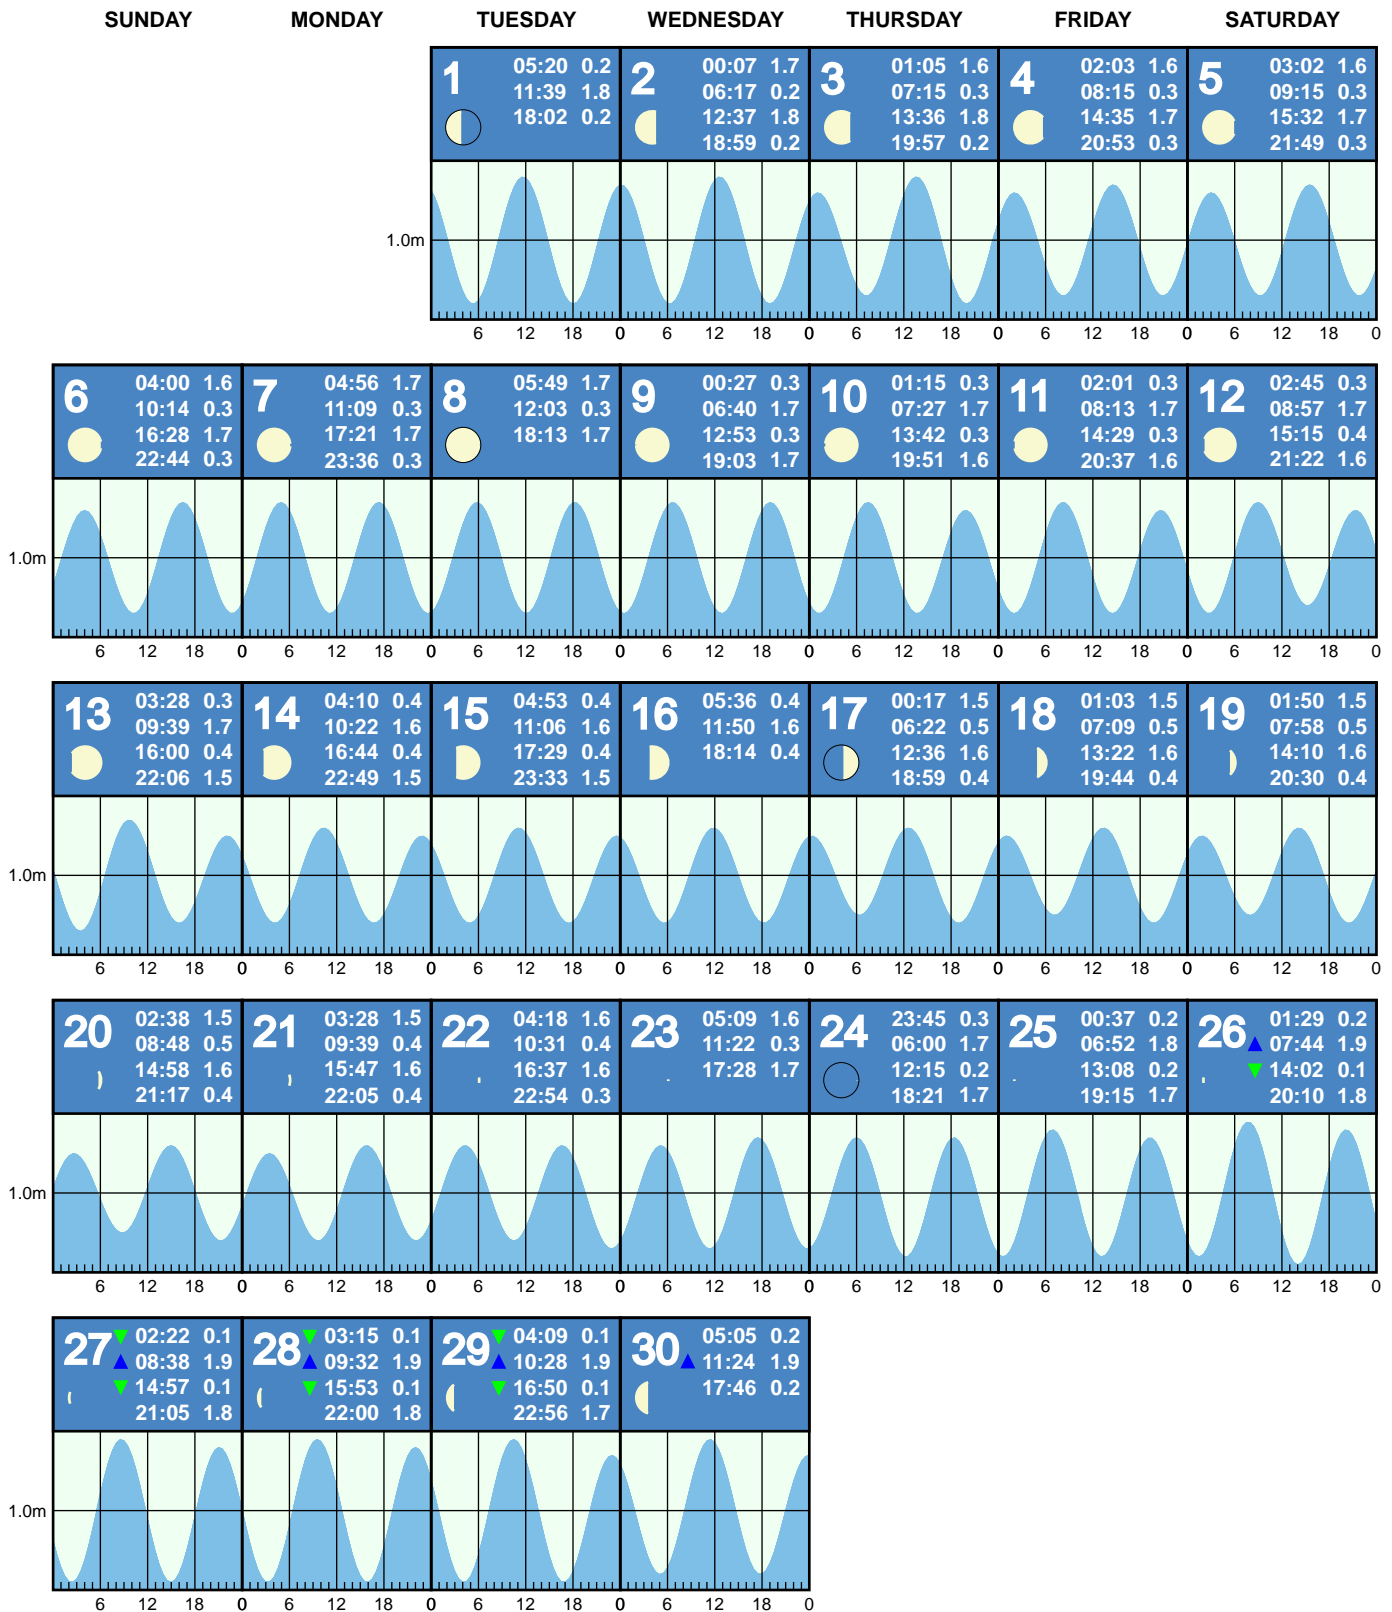 SUNDAY MONDAY TUESDAY WEDNESDAY THURSDAY FRIDAY SATURDAY
1 05:20 0.2
11:39 1.8
18:02 0.2
2 00:07 1.7
06:17 0.2
12:37 1.8
18:59 0.2
3 01:05 1.6
07:15 0.3
13:36 1.8
19:57 0.2
4 02:03 1.6
08:15 0.3
14:35 1.7
20:53 0.3
5 03:02 1.6
09:15 0.3
15:32 1.7
21:49 0.3
1.0m
6 12 18 0 6 12 18 0 6 12 18 0 6 12 18 0 6 12 18 0
6 04:00 1.6
10:14 0.3
16:28 1.7
22:44 0.3
7 04:56 1.7
11:09 0.3
17:21 1.7
23:36 0.3
8 05:49 1.7
12:03 0.3
18:13 1.7
9 00:27 0.3
06:40 1.7
12:53 0.3
19:03 1.7
10 01:15 0.3
07:27 1.7
13:42 0.3
19:51 1.6
11 02:01 0.3
08:13 1.7
14:29 0.3
20:37 1.6
12 02:45 0.3
08:57 1.7
15:15 0.4
21:22 1.6
1.0m
6 12 18 0 6 12 18 0 6 12 18 0 6 12 18 0 6 12 18 0 6 12 18 0 6 12 18 0
13 03:28 0.3
09:39 1.7
16:00 0.4
22:06 1.5
14 04:10 0.4
10:22 1.6
16:44 0.4
22:49 1.5
15 04:53 0.4
11:06 1.6
17:29 0.4
23:33 1.5
16 05:36 0.4
11:50 1.6
18:14 0.4
17 00:17 1.5
06:22 0.5
12:36 1.6
18:59 0.4
18 01:03 1.5
07:09 0.5
13:22 1.6
19:44 0.4
19 01:50 1.5
07:58 0.5
14:10 1.6
20:30 0.4
1.0m
6 12 18 0 6 12 18 0 6 12 18 0 6 12 18 0 6 12 18 0 6 12 18 0 6 12 18 0
20 02:38 1.5
08:48 0.5
14:58 1.6
21:17 0.4
21 03:28 1.5
09:39 0.4
15:47 1.6
22:05 0.4
22 04:18 1.6
10:31 0.4
16:37 1.6
22:54 0.3
23 05:09 1.6
11:22 0.3
17:28 1.7
24 23:45 0.3
06:00 1.7
12:15 0.2
18:21 1.7
25 00:37 0.2
06:52 1.8
13:08 0.2
19:15 1.7
26 01:29 0.2
07:44 1.9
14:02 0.1
20:10 1.8
1.0m
6 12 18 0 6 12 18 0 6 12 18 0 6 12 18 0 6 12 18 0 6 12 18 0 6 12 18 0
27 02:22 0.1
08:38 1.9
14:57 0.1
21:05 1.8
28 03:15 0.1
09:32 1.9
15:53 0.1
22:00 1.8
29 04:09 0.1
10:28 1.9
16:50 0.1
22:56 1.7
30 05:05 0.2
11:24 1.9
17:46 0.2
1.0m
6 12 18 0 6 12 18 0 6 12 18 0 6 12 18 0